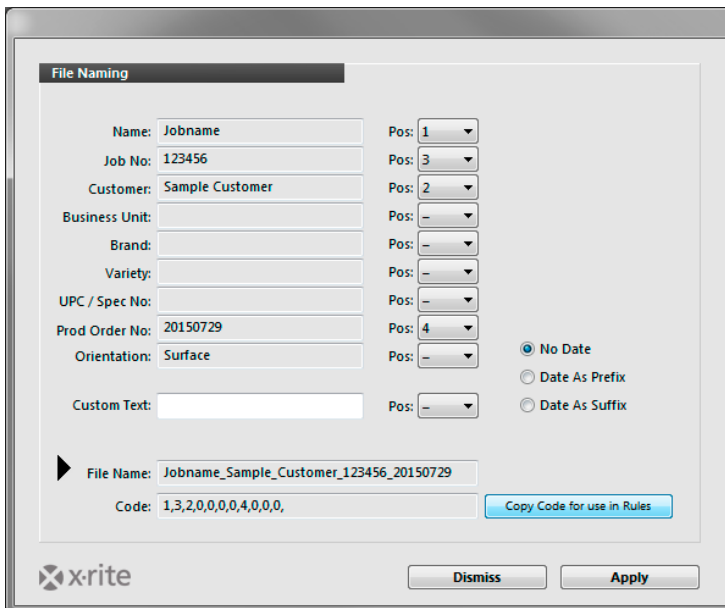 File Naming
Name: Jobname Pos: 1
Job No: 123456 Pos: 3
Customer: Sample Customer Pos: 2
Business Unit: Pos: –
Brand: Pos: –
Variety: Pos: –
UPC / Spec No: Pos: –
Prod Order No: 20150729 Pos: 4
Orientation: Surface Pos: –
No Date
Date As Prefix
Custom Text: Pos: – Date As Suffix
File Name: Jobname_Sample_Customer_123456_20150729
Code: 1,3,2,0,0,0,0,4,0,0,0, Copy Code for use in Rules
x·rite Dismiss Apply